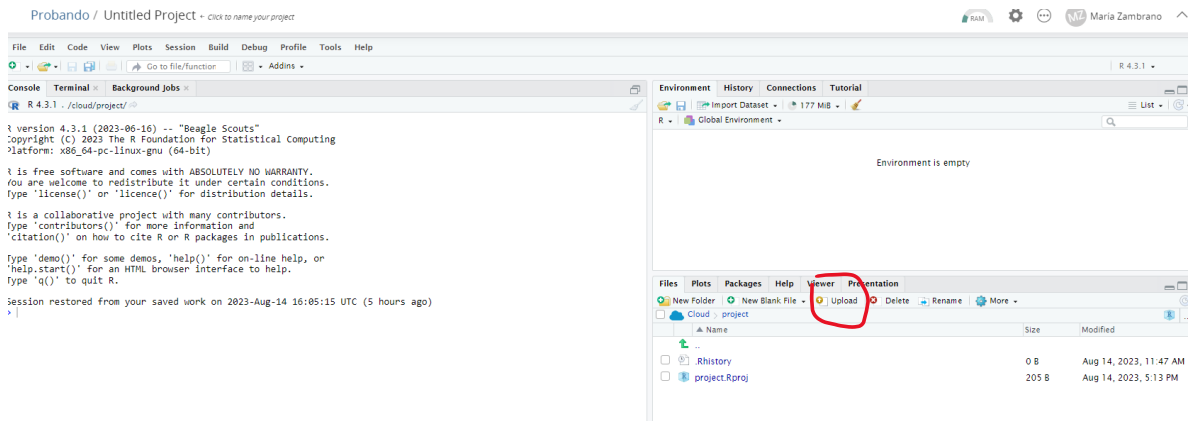 Probando / Untitled Project + Click to name your project
RAM MZ Maria Zambrano
File Edit Code View Plots Session Build Debug Profile Tools Help
Go to file/function Addins
R 4.3.1
Console Terminal × Background Jobs ×
R 4.3.1 . /cloud/project/
R version 4.3.1 (2023-06-16) -- "Beagle Scouts"
Copyright (C) 2023 The R Foundation for Statistical Computing
Platform: x86_64-pc-linux-gnu (64-bit)
R is free software and comes with ABSOLUTELY NO WARRANTY.
You are welcome to redistribute it under certain conditions.
Type 'license()' or 'licence()' for distribution details.
R is a collaborative project with many contributors.
Type 'contributors()' for more information and
'citation()' on how to cite R or R packages in publications.
Type 'demo()' for some demos, 'help()' for on-line help, or
'help.start()' for an HTML browser interface to help.
Type 'q()' to quit R.
Session restored from your saved work on 2023-Aug-14 16:05:15 UTC (5 hours ago)
>
Environment History Connections Tutorial
Import Dataset 177 MiB List
R Global Environment
Environment is empty
Files Plots Packages Help Viewer Presentation
New Folder New Blank File Upload Delete Rename More
Cloud > project
Name Size Modified
..
.Rhistory 0 B Aug 14, 2023, 11:47 AM
project.Rproj 205 B Aug 14, 2023, 5:13 PM